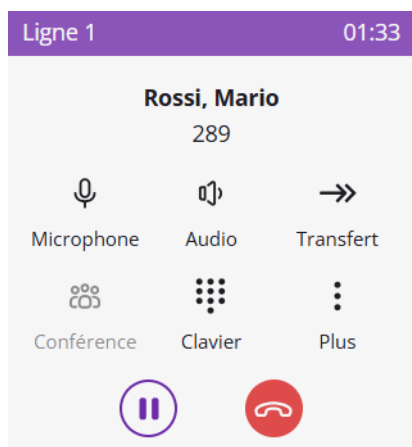 Ligne 1 01:33
Rossi, Mario
289
Microphone Audio Transfert
Conférence Clavier Plus